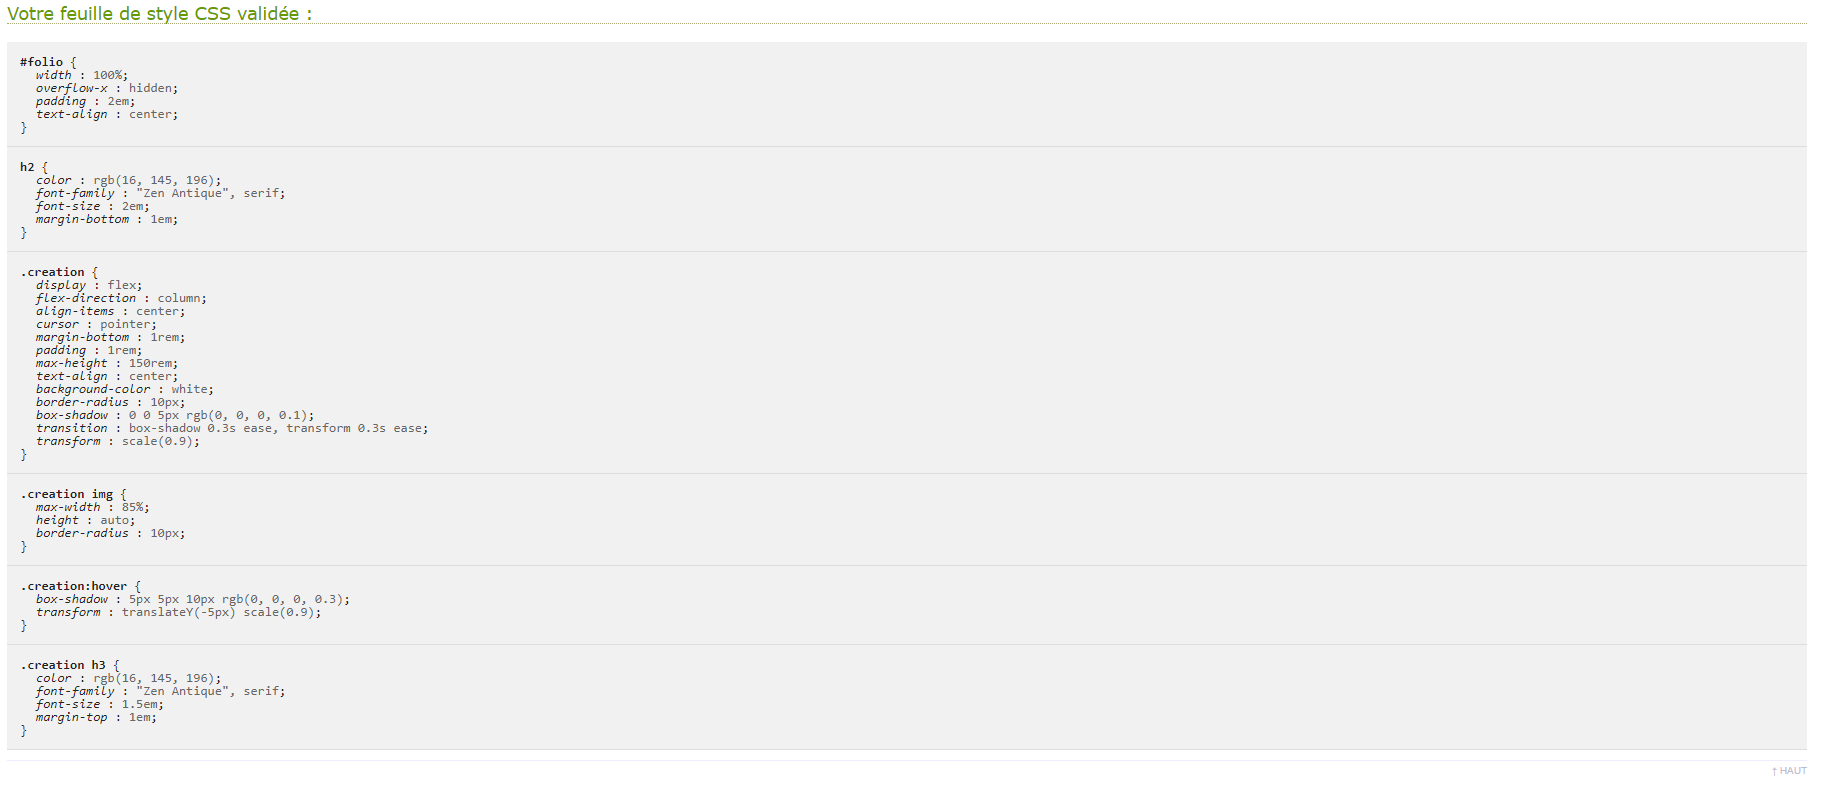 Votre feuille de style CSS validée :
#folio {
width : 100%;
overflow-x : hidden;
padding : 2em;
text-align : center;
}
h2 {
color : rgb(16, 145, 196);
font-family : "Zen Antique", serif;
font-size : 2em;
margin-bottom : 1em;
}
.creation {
display : flex;
flex-direction : column;
align-items : center;
cursor : pointer;
margin-bottom : 1rem;
padding : 1rem;
max-height : 150rem;
text-align : center;
background-color : white;
border-radius : 10px;
box-shadow : 0 0 5px rgb(0, 0, 0, 0.1);
transition : box-shadow 0.3s ease, transform 0.3s ease;
transform : scale(0.9);
}
.creation img {
max-width : 85%;
height : auto;
border-radius : 10px;
}
.creation:hover {
box-shadow : 5px 5px 10px rgb(0, 0, 0, 0.3);
transform : translateY(-5px) scale(0.9);
}
.creation h3 {
color : rgb(16, 145, 196);
font-family : "Zen Antique", serif;
font-size : 1.5em;
margin-top : 1em;
}
↑ HAUT